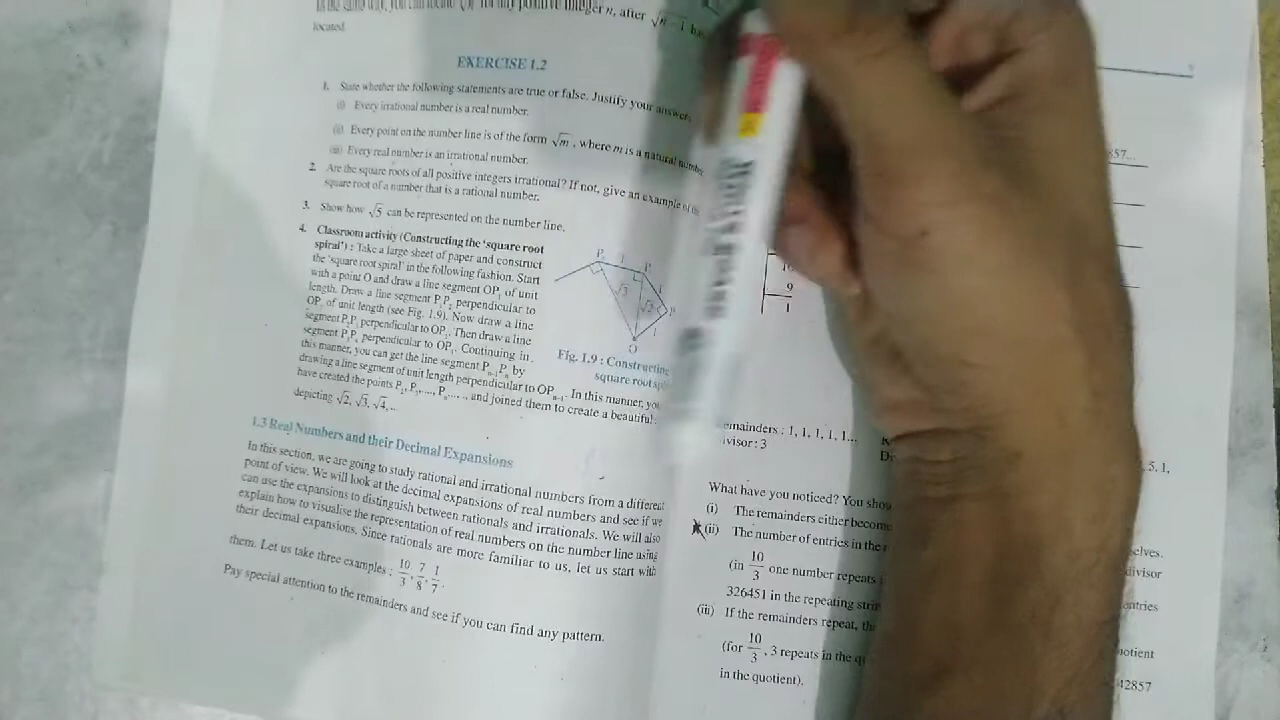 n, after √n − 1
located.
EXERCISE 1.2
1. State whether the following statements are true or false. Justify your answers.
(i) Every irrational number is a real number.
(ii) Every point on the number line is of the form √m , where m is a natural number
(iii) Every real number is an irrational number.
2. Are the square roots of all positive integers irrational? If not, give an example of the
square root of a number that is a rational number.
3. Show how √5 can be represented on the number line.
4. Classroom activity (Constructing the 'square root
spiral') : Take a large sheet of paper and construct
the 'square root spiral' in the following fashion. Start
with a point O and draw a line segment OP₁ of unit
length. Draw a line segment P₁P₂ perpendicular to
OP₁ of unit length (see Fig. 1.9). Now draw a line
segment P₂P₃ perpendicular to OP₂. Then draw a line
segment P₃P₄ perpendicular to OP₃. Continuing in
this manner, you can get the line segment Pₙ₋₁Pₙ by
drawing a line segment of unit length perpendicular to OPₙ₋₁. In this manner, you
have created the points P₂, P₃,...., Pₙ,.... , and joined them to create a beautiful
depicting √2, √3, √4, ...
√3
√2
1
O
Fig. 1.9 : Constructing
square root
1.3 Real Numbers and their Decimal Expansions
In this section, we are going to study rational and irrational numbers from a different
point of view. We will look at the decimal expansions of real numbers and see if we
can use the expansions to distinguish between rationals and irrationals. We will also
explain how to visualise the representation of real numbers on the number line using
their decimal expansions. Since rationals are more familiar to us, let us start with
them. Let us take three examples : 10/3, 7/8, 1/7.
Pay special attention to the remainders and see if you can find any pattern.
857...
9
1
emainders : 1, 1, 1, 1, 1...
ivisor : 3
5, 1,
What have you noticed? You
(i) The remainders either become
elves.
(ii) The number of entries in the
divisor
(in 10/3 one number repeats
entries
326451 in the repeating
(iii) If the remainders repeat,
otient
(for 10/3, 3 repeats in the
42857
in the quotient).